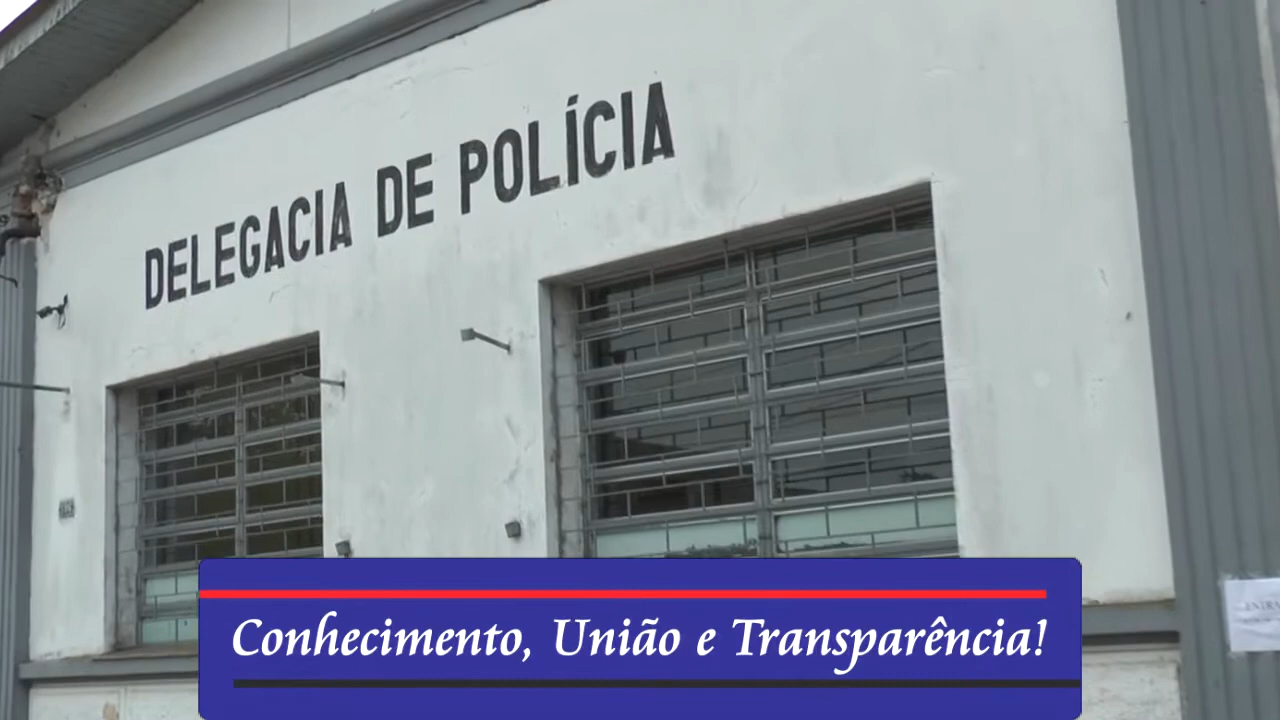 DELEGACIA DE POLÍCIA
Conhecimento, União e Transparência!